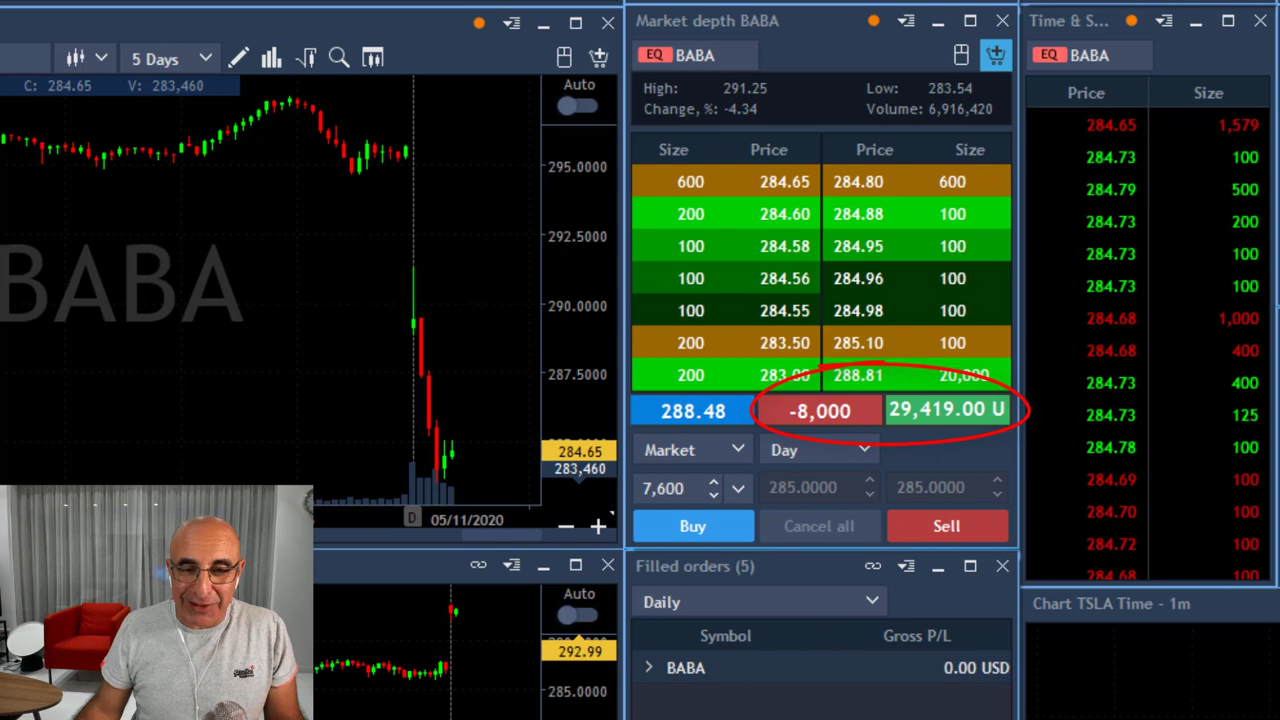 Market depth BABA
Time & S...
5 Days
EQ BABA
EQ BABA
C: 284.65 V: 283,460
Auto
High: 291.25 Low: 283.54
Change, %: -4.34 Volume: 6,916,420
Price Size
Size Price Price Size
284.65 1,579
284.73 100
284.79 500
284.73 200
284.73 100
284.73 100
284.68 1,000
284.68 400
284.73 400
284.73 125
284.78 100
284.69 100
284.70 100
284.72 100
284.68 100
600 284.65 284.80 600
200 284.60 284.88 100
100 284.58 284.95 100
100 284.56 284.96 100
100 284.55 284.98 100
200 283.50 285.10 100
200 283.00 288.81 20,000
288.48 -8,000 29,419.00 U
Market Day
7,600 285.0000 285.0000
Buy Cancel all Sell
295.0000
292.5000
290.0000
287.5000
284.65
283,460
BABA
D 05/11/2020
Filled orders (5)
Daily
Symbol Gross P/L
BABA 0.00 USD
Auto
292.99
285.0000
Chart TSLA Time - 1m